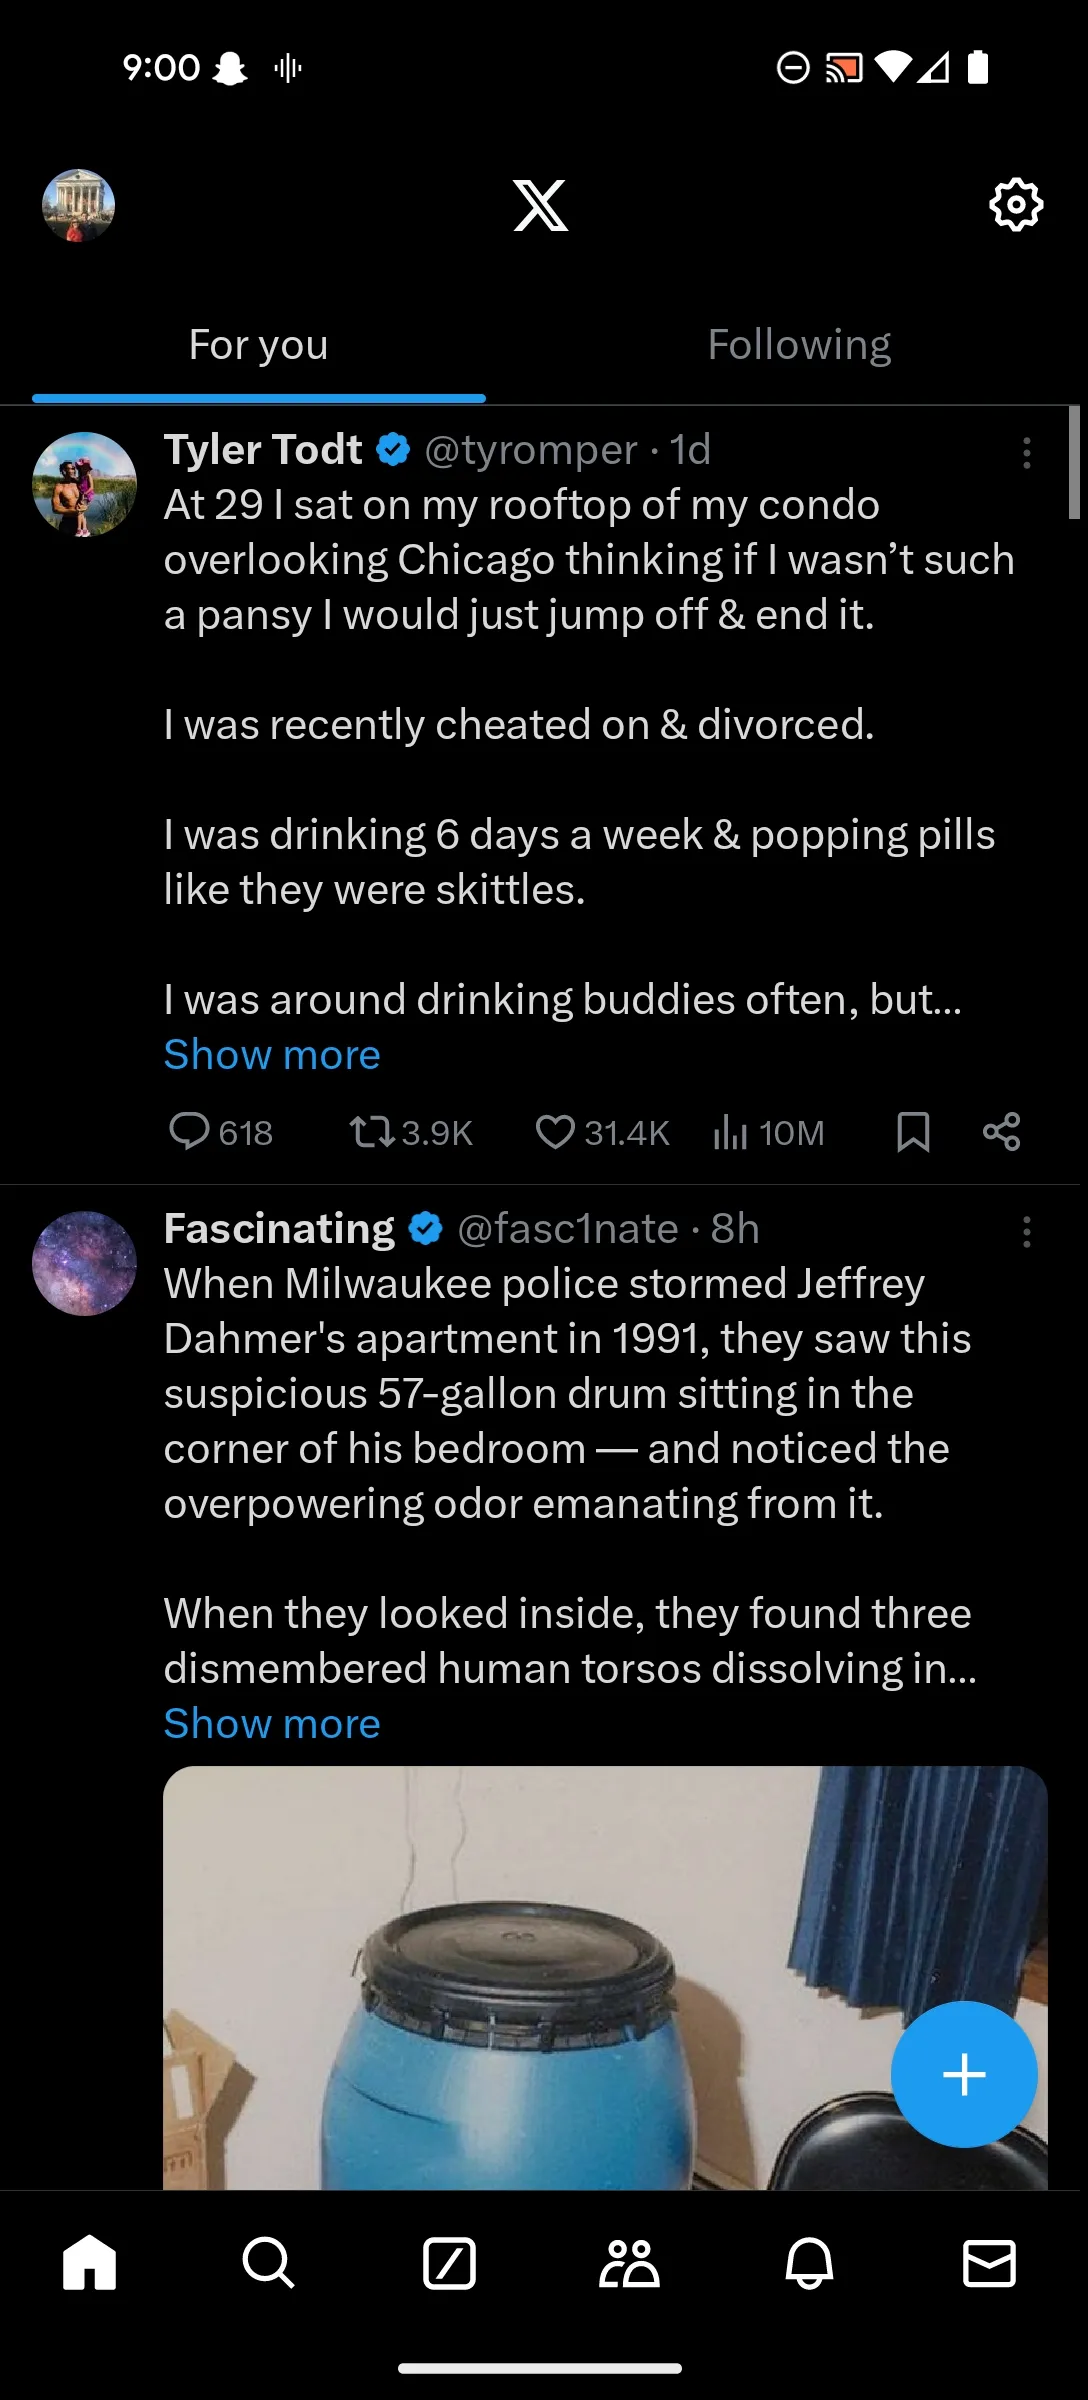 9:00
For you
Following
Tyler Todt @tyromper · 1d
At 29 I sat on my rooftop of my condo
overlooking Chicago thinking if I wasn’t such
a pansy I would just jump off & end it.
I was recently cheated on & divorced.
I was drinking 6 days a week & popping pills
like they were skittles.
I was around drinking buddies often, but...
Show more
618 3.9K 31.4K 10M
Fascinating @fasc1nate · 8h
When Milwaukee police stormed Jeffrey
Dahmer's apartment in 1991, they saw this
suspicious 57-gallon drum sitting in the
corner of his bedroom — and noticed the
overpowering odor emanating from it.
When they looked inside, they found three
dismembered human torsos dissolving in...
Show more